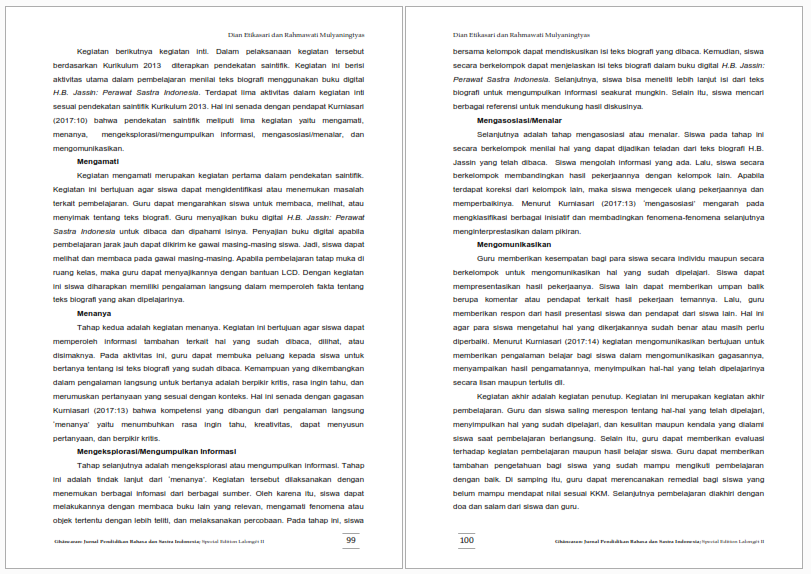 Dian Etikasari dan Rahmawati Mulyaningtyas
Kegiatan berikutnya kegiatan inti. Dalam pelaksanaan kegiatan tersebut
berdasarkan Kurikulum 2013 diterapkan pendekatan saintifik. Kegiatan ini berisi
aktivitas utama dalam pembelajaran menilai teks biografi menggunakan buku digital
H.B. Jassin: Perawat Sastra Indonesia. Terdapat lima aktivitas dalam kegiatan inti
sesuai pendekatan saintifik Kurikulum 2013. Hal ini senada dengan pendapat Kurniasari
(2017:10) bahwa pendekatan saintifik meliputi lima kegiatan yaitu mengamati,
menanya, mengeksplorasi/mengumpulkan informasi, mengasosiasi/menalar, dan
mengomunikasikan.
Mengamati
Kegiatan mengamati merupakan kegiatan pertama dalam pendekatan saintifik.
Kegiatan ini bertujuan agar siswa dapat mengidentifikasi atau menemukan masalah
terkait pembelajaran. Guru dapat mengarahkan siswa untuk membaca, melihat, atau
menyimak tentang teks biografi. Guru menyajikan buku digital H.B. Jassin: Perawat
Sastra Indonesia untuk dibaca dan dipahami isinya. Penyajian buku digital apabila
pembelajaran jarak jauh dapat dikirim ke gawai masing-masing siswa. Jadi, siswa dapat
melihat dan membaca pada gawai masing-masing. Apabila pembelajaran tatap muka di
ruang kelas, maka guru dapat menyajikannya dengan bantuan LCD. Dengan kegiatan
ini siswa diharapkan memiliki pengalaman langsung dalam memperoleh fakta tentang
teks biografi yang akan dipelajarinya.
Menanya
Tahap kedua adalah kegiatan menanya. Kegiatan ini bertujuan agar siswa dapat
memperoleh informasi tambahan terkait hal yang sudah dibaca, dilihat, atau
disimaknya. Pada aktivitas ini, guru dapat membuka peluang kepada siswa untuk
bertanya tentang isi teks biografi yang sudah dibaca. Kemampuan yang dikembangkan
dalam pengalaman langsung untuk bertanya adalah berpikir kritis, rasa ingin tahu, dan
merumuskan pertanyaan yang sesuai dengan konteks. Hal ini senada dengan gagasan
Kurniasari (2017:13) bahwa kompetensi yang dibangun dari pengalaman langsung
'menanya' yaitu menumbuhkan rasa ingin tahu, kreativitas, dapat menyusun
pertanyaan, dan berpikir kritis.
Mengeksplorasi/Mengumpulkan Informasi
Tahap selanjutnya adalah mengeksplorasi atau mengumpulkan informasi. Tahap
ini adalah tindak lanjut dari 'menanya'. Kegiatan tersebut dilaksanakan dengan
menemukan berbagai infomasi dari berbagai sumber. Oleh karena itu, siswa dapat
melakukannya dengan membaca buku lain yang relevan, mengamati fenomena atau
objek tertentu dengan lebih teliti, dan melaksanakan percobaan. Pada tahap ini, siswa
Ghâncaran: Jurnal Pendidikan Bahasa dan Sastra Indonesia; Special Edition Lalongèt II
99
Dian Etikasari dan Rahmawati Mulyaningtyas
bersama kelompok dapat mendiskusikan isi teks biografi yang dibaca. Kemudian, siswa
secara berkelompok dapat menjelaskan isi teks biografi dalam buku digital H.B. Jassin:
Perawat Sastra Indonesia. Selanjutnya, siswa bisa meneliti lebih lanjut isi dari teks
biografi untuk mengumpulkan informasi seakurat mungkin. Selain itu, siswa mencari
berbagai referensi untuk mendukung hasil diskusinya.
Mengasosiasi/Menalar
Selanjutnya adalah tahap mengasosiasi atau menalar. Siswa pada tahap ini
secara berkelompok menilai hal yang dapat dijadikan teladan dari teks biografi H.B.
Jassin yang telah dibaca. Siswa mengolah informasi yang ada. Lalu, siswa secara
berkelompok membandingkan hasil pekerjaannya dengan kelompok lain. Apabila
terdapat koreksi dari kelompok lain, maka siswa mengecek ulang pekerjaannya dan
memperbaikinya. Menurut Kurniasari (2017:13) 'mengasosiasi' mengarah pada
mengklasifikasi berbagai inisiatif dan membadingkan fenomena-fenomena selanjutnya
menginterprestasikan dalam pikiran.
Mengomunikasikan
Guru memberikan kesempatan bagi para siswa secara individu maupun secara
berkelompok untuk mengomunikasikan hal yang sudah dipelajari. Siswa dapat
mempresentasikan hasil pekerjaanya. Siswa lain dapat memberikan umpan balik
berupa komentar atau pendapat terkait hasil pekerjaan temannya. Lalu, guru
memberikan respon dari hasil presentasi siswa dan pendapat dari siswa lain. Hal ini
agar para siswa mengetahui hal yang dikerjakannya sudah benar atau masih perlu
diperbaiki. Menurut Kurniasari (2017:14) kegiatan mengomunikasikan bertujuan untuk
memberikan pengalaman belajar bagi siswa dalam mengomunikasikan gagasannya,
menyampaikan hasil pengamatannya, menyimpulkan hal-hal yang telah dipelajarinya
secara lisan maupun tertulis dll.
Kegiatan akhir adalah kegiatan penutup. Kegiatan ini merupakan kegiatan akhir
pembelajaran. Guru dan siswa saling merespon tentang hal-hal yang telah dipelajari,
menyimpulkan hal yang sudah dipelajari, dan kesulitan maupun kendala yang dialami
siswa saat pembelajaran berlangsung. Selain itu, guru dapat memberikan evaluasi
terhadap kegiatan pembelajaran maupun hasil belajar siswa. Guru dapat memberikan
tambahan pengetahuan bagi siswa yang sudah mampu mengikuti pembelajaran
dengan baik. Di samping itu, guru dapat merencanakan remedial bagi siswa yang
belum mampu mendapat nilai sesuai KKM. Selanjutnya pembelajaran diakhiri dengan
doa dan salam dari siswa dan guru.
100
Ghâncaran: Jurnal Pendidikan Bahasa dan Sastra Indonesia; Special Edition Lalongèt II